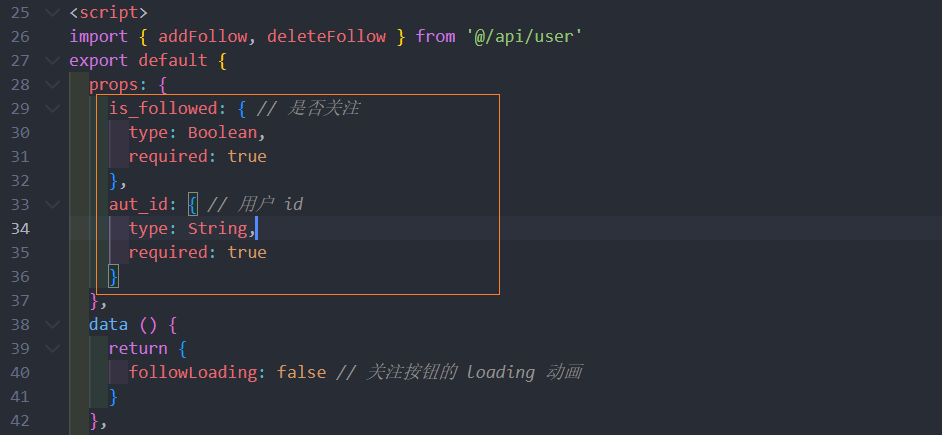 25 <script>
26 import { addFollow, deleteFollow } from '@/api/user'
27 export default {
28   props: {
29     is_followed: { // 是否关注
30       type: Boolean,
31       required: true
32     },
33     aut_id: { // 用户 id
34       type: String,
35       required: true
36     }
37   },
38   data () {
39     return {
40       followLoading: false // 关注按钮的 loading 动画
41     }
42   },